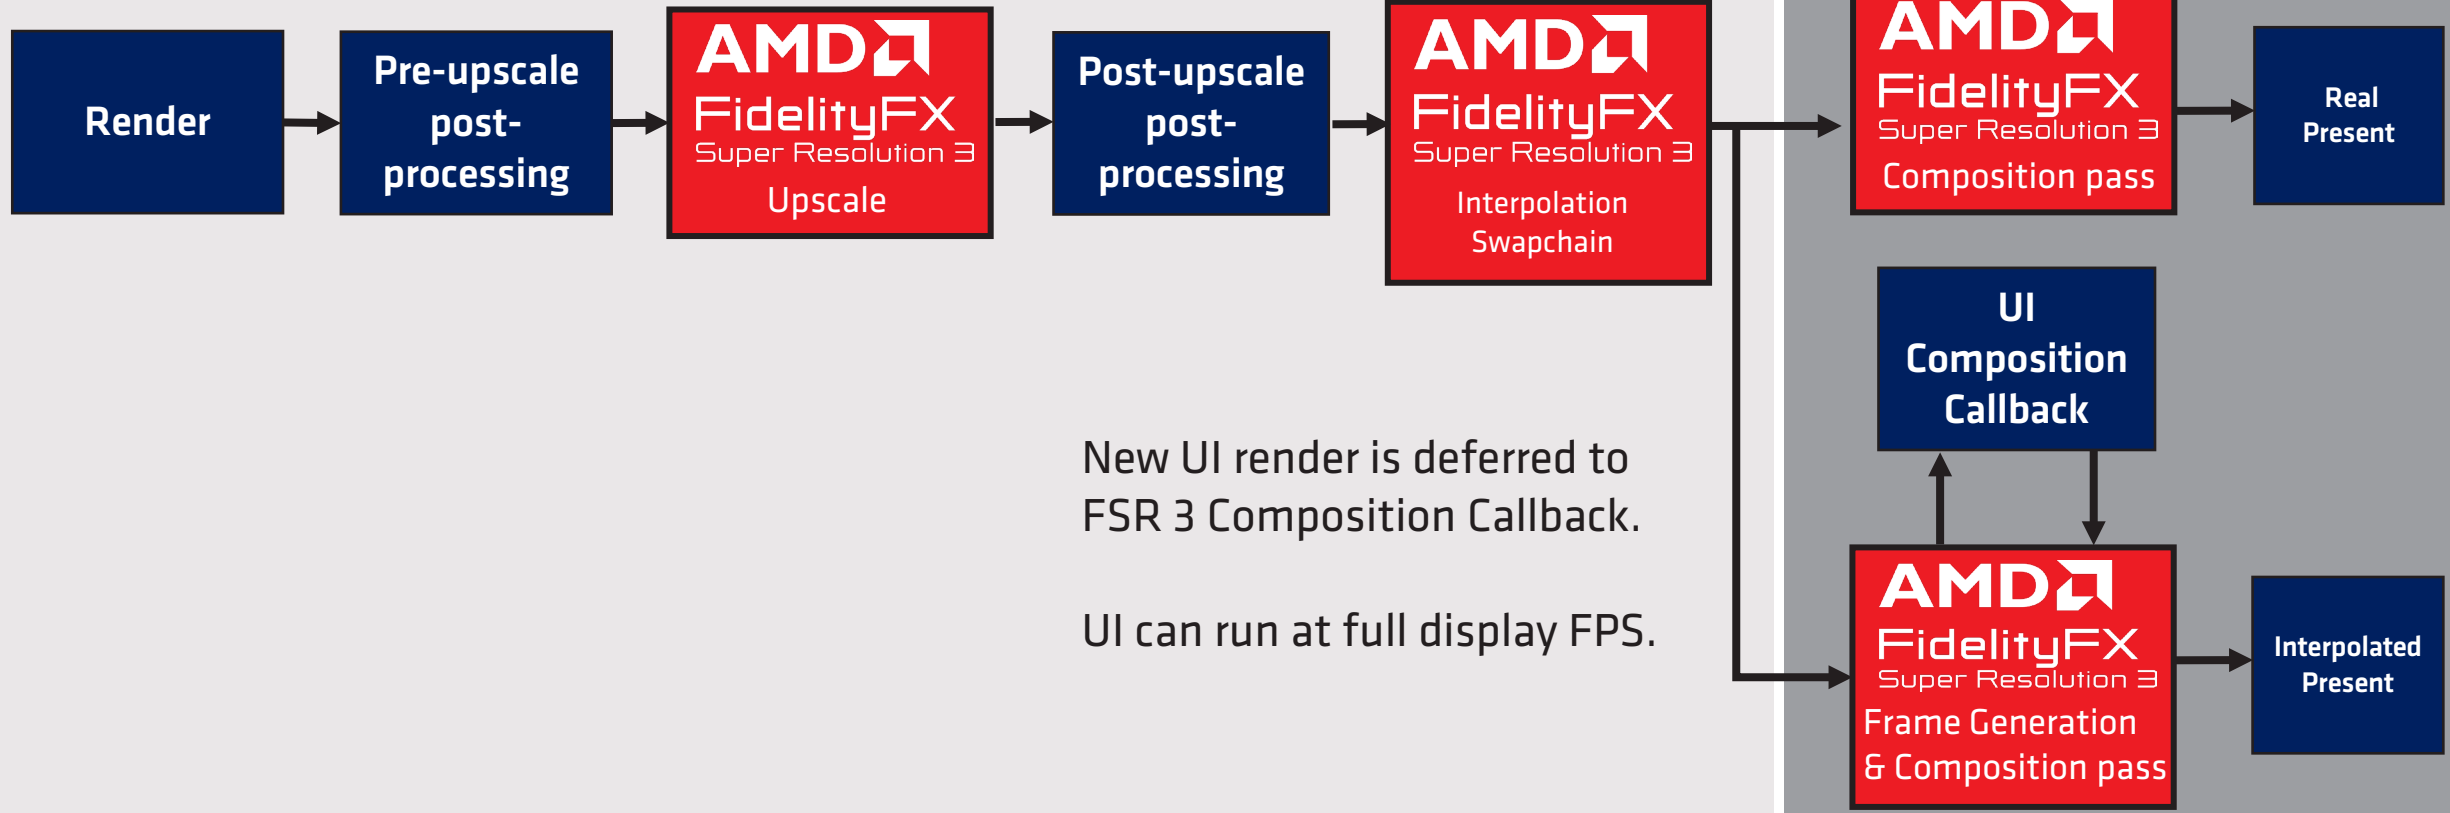 Render
Pre-upscale
post-
processing
AMD
FidelityFX
Super Resolution 3
Upscale
Post-upscale
post-
processing
AMD
FidelityFX
Super Resolution 3
Interpolation
Swapchain
AMD
FidelityFX
Super Resolution 3
Composition pass
Real
Present
UI
Composition
Callback
New UI render is deferred to
FSR 3 Composition Callback.
UI can run at full display FPS.
AMD
FidelityFX
Super Resolution 3
Frame Generation
& Composition pass
Interpolated
Present